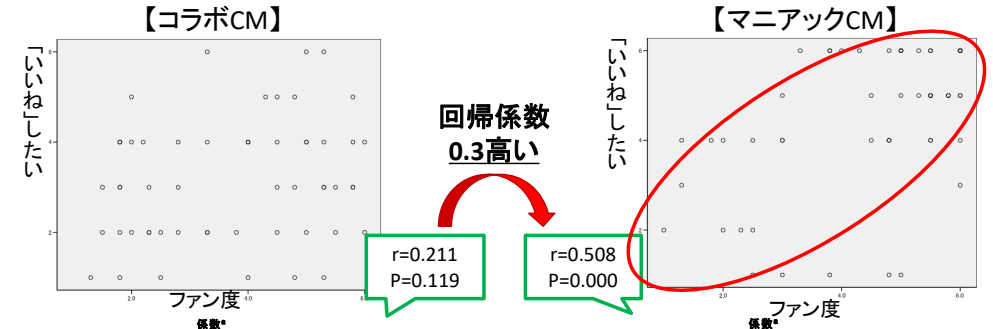 【コラボCM】
「いいね」したい
6
4
2
2.0
4.0
6.0
ファン度
係数ª
回帰係数
0.3高い
r=0.211
P=0.119
r=0.508
P=0.000
【マニアックCM】
「いいね」したい
6
4
2
2.0
4.0
6.0
ファン度
係数ª